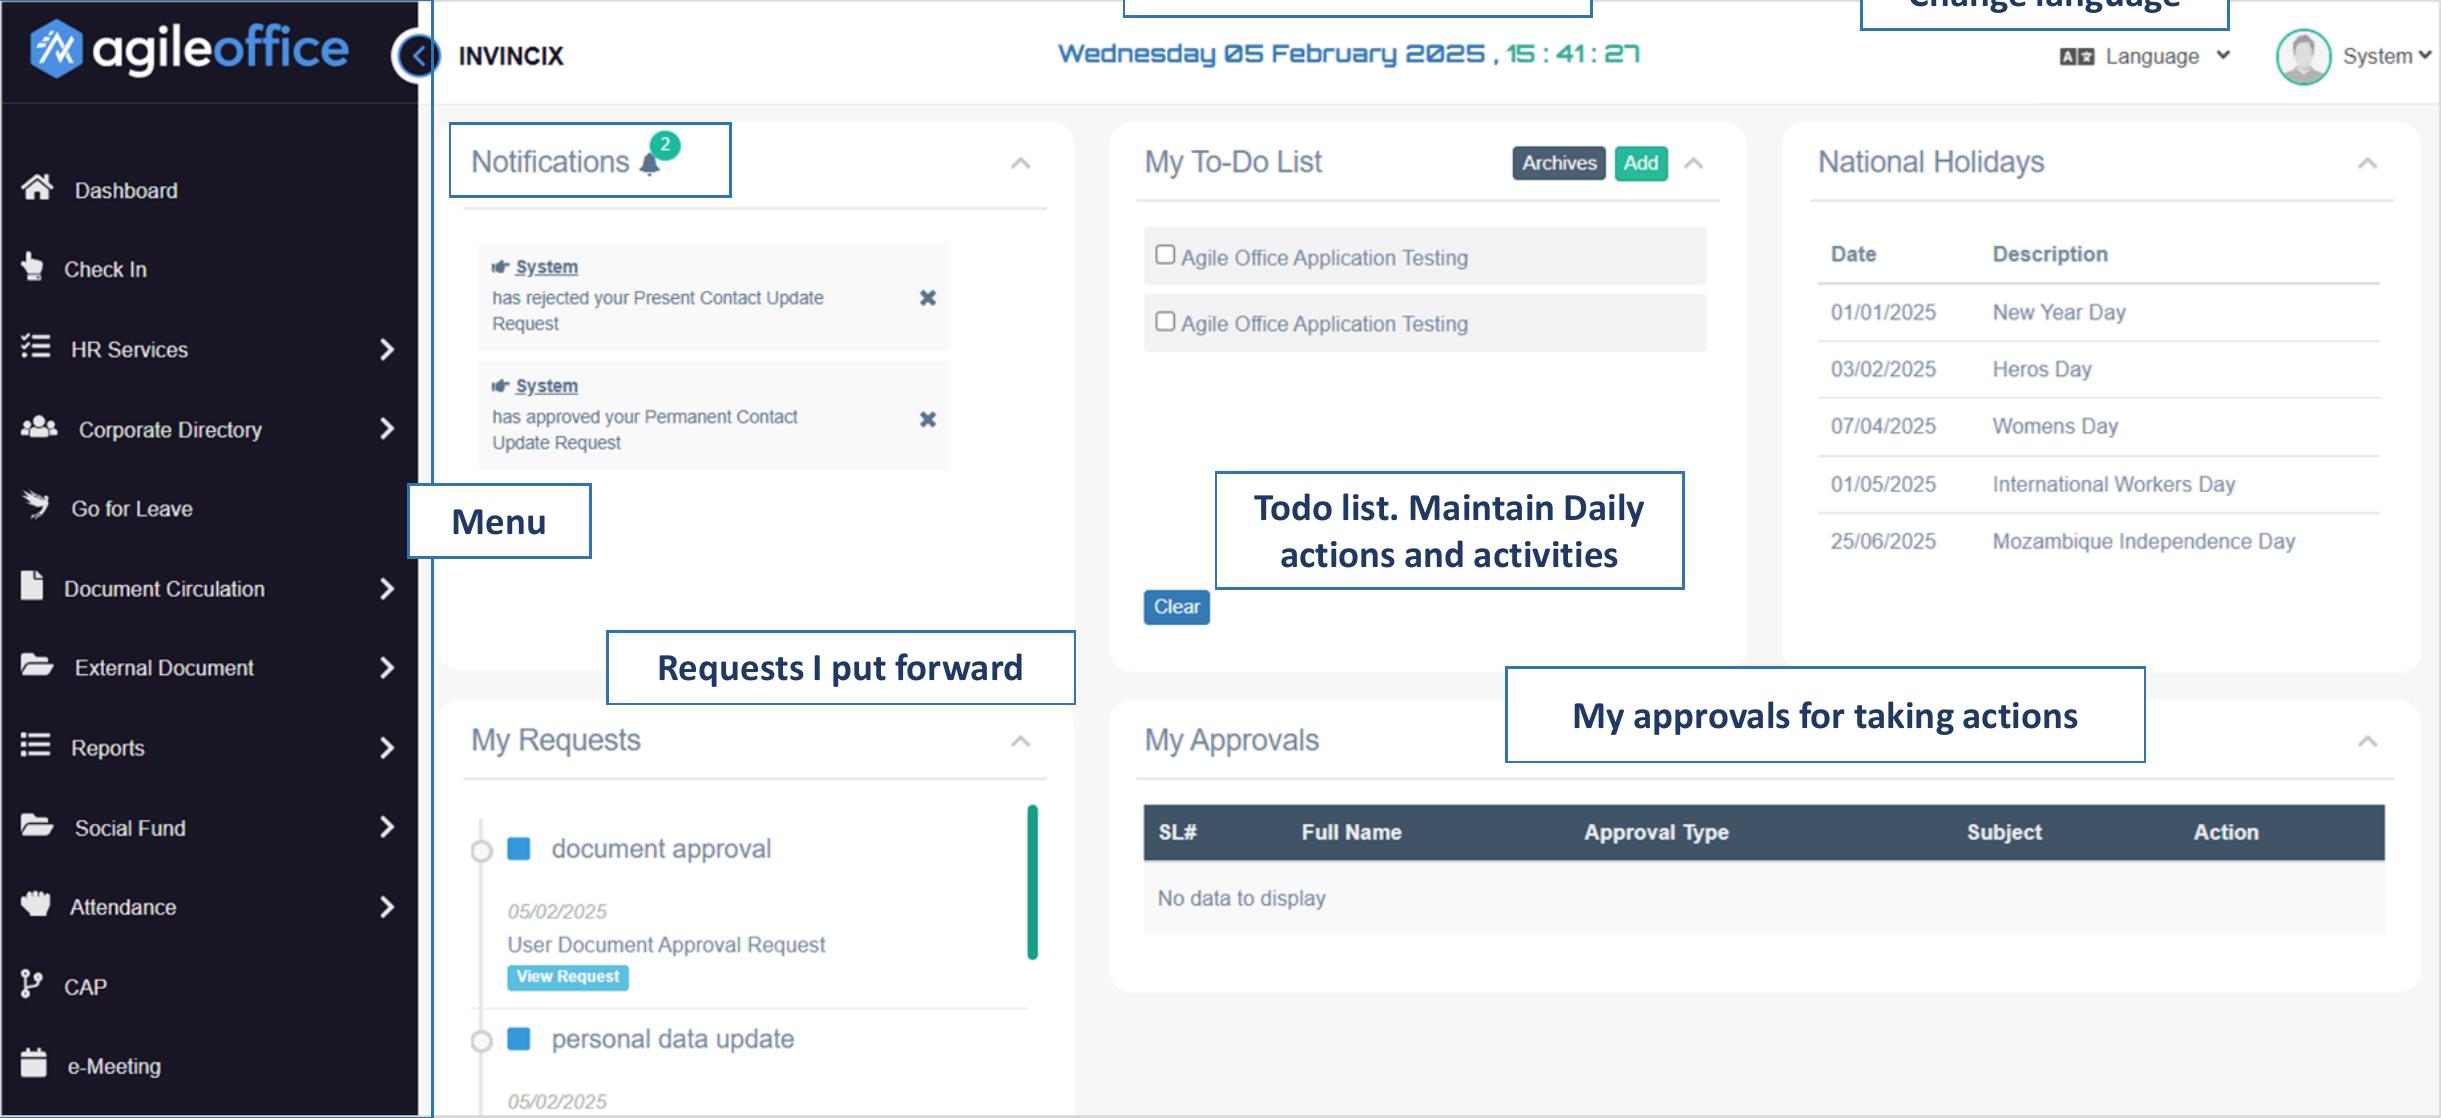 Change language
agileoffice
INVINCIX
Wednesday 05 February 2025 , 15 : 41 : 27
Language
System
Dashboard
Check In
HR Services
Corporate Directory
Go for Leave
Document Circulation
External Document
Reports
Social Fund
Attendance
CAP
e-Meeting
Menu
Notifications
2
System
has rejected your Present Contact Update
Request
System
has approved your Permanent Contact
Update Request
My To-Do List
Archives
Add
Agile Office Application Testing
Agile Office Application Testing
Todo list. Maintain Daily
actions and activities
Clear
National Holidays
Date Description
01/01/2025 New Year Day
03/02/2025 Heros Day
07/04/2025 Womens Day
01/05/2025 International Workers Day
25/06/2025 Mozambique Independence Day
Requests I put forward
My Requests
document approval
05/02/2025
User Document Approval Request
View Request
personal data update
05/02/2025
My approvals for taking actions
My Approvals
SL# Full Name Approval Type Subject Action
No data to display